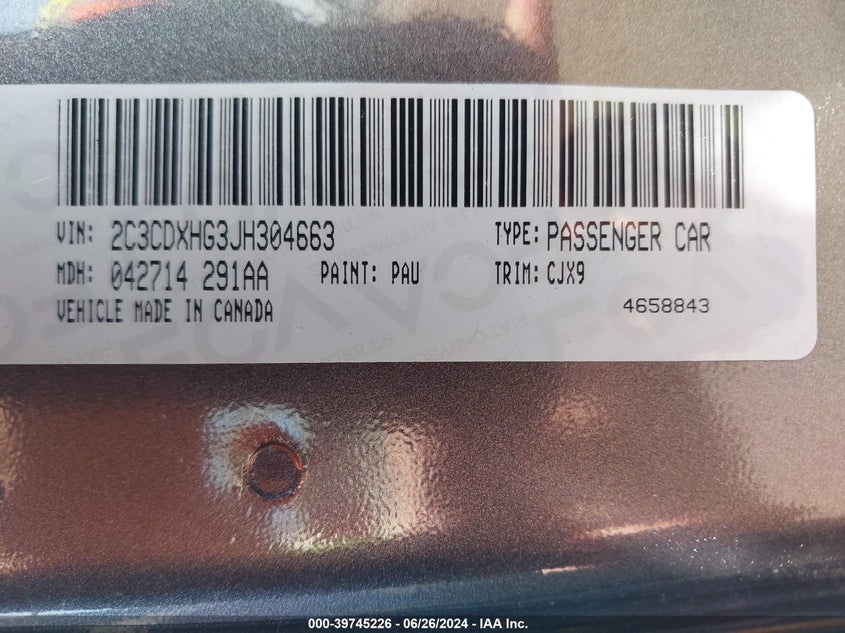 VIN: 2C3CDXHG3JH304663 TYPE: PASSENGER CAR
MDH: 042714 291AA PAINT: PAU TRIM: CJX9
VEHICLE MADE IN CANADA 4658843
000-39745226 - 06/26/2024 - IAA Inc.